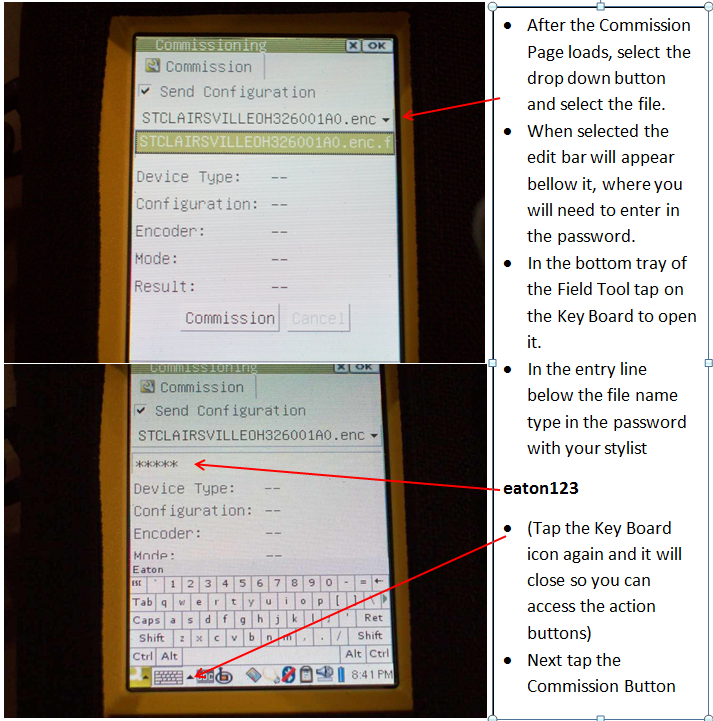 Commissioning
OK
Commission
Send Configuration
STCLAIRSVILLEOH326001A0.enc
STCLAIRSVILLEOH326001A0.enc.f
Device Type: --
Configuration: --
Encoder: --
Mode: --
Result: --
Commission Cancel
Commissioning
OK
Commission
Send Configuration
STCLAIRSVILLEOH326001A0.enc
*****
Device Type: --
Configuration: --
Encoder: --
Mode: --
Eaton
` 1 2 3 4 5 6 7 8 9 0 - =
Tab q w e r t y u i o p [ ] \
Caps a s d f g h j k l ; ' Ret
Shift z x c v b n m , . / Shift
Ctrl Alt Alt Ctrl
8:41 PM
• After the Commission
Page loads, select the
drop down button
and select the file.
• When selected the
edit bar will appear
bellow it, where you
will need to enter in
the password.
• In the bottom tray of
the Field Tool tap on
the Key Board to open
it.
• In the entry line
below the file name
type in the password
with your stylist
eaton123
• (Tap the Key Board
icon again and it will
close so you can
access the action
buttons)
• Next tap the
Commission Button